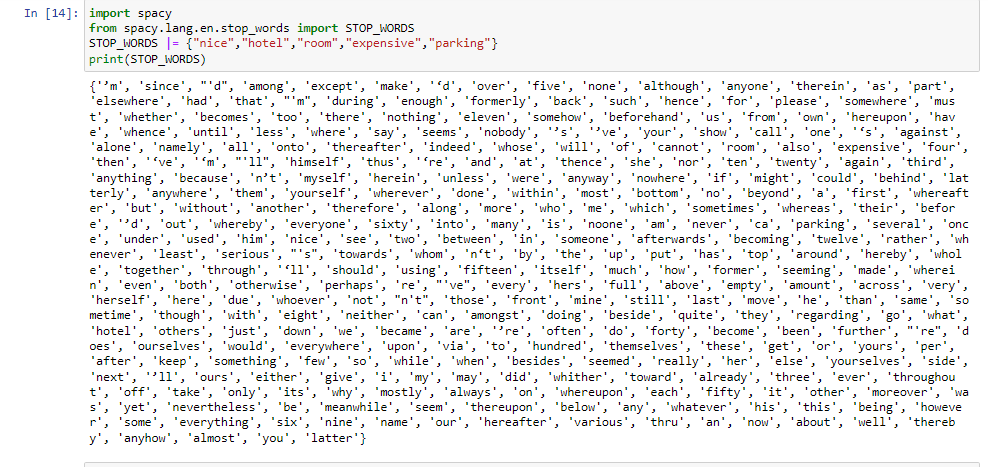 In [14]: import spacy
from spacy.lang.en.stop_words import STOP_WORDS
STOP_WORDS |= {"nice","hotel","room","expensive","parking"}
print(STOP_WORDS)
{'’m', 'since', "'d", 'among', 'except', 'make', '‘d', 'over', 'five', 'none', 'although', 'anyone', 'therein', 'as', 'part',
'elsewhere', 'had', 'that', "'m", 'during', 'enough', 'formerly', 'back', 'such', 'hence', 'for', 'please', 'somewhere', 'mus
t', 'whether', 'becomes', 'too', 'there', 'nothing', 'eleven', 'somehow', 'beforehand', 'us', 'from', 'own', 'hereupon', 'hav
e', 'whence', 'until', 'less', 'where', 'say', 'seems', 'nobody', '’s', '’ve', 'your', 'show', 'call', 'one', '‘s', 'against',
'alone', 'namely', 'all', 'onto', 'thereafter', 'indeed', 'whose', 'will', 'of', 'cannot', 'room', 'also', 'expensive', 'four',
'then', '‘ve', '‘m', "'ll", 'himself', 'thus', '‘re', 'and', 'at', 'thence', 'she', 'nor', 'ten', 'twenty', 'again', 'third',
'anything', 'because', 'n’t', 'myself', 'herein', 'unless', 'were', 'anyway', 'nowhere', 'if', 'might', 'could', 'behind', 'lat
terly', 'anywhere', 'them', 'yourself', 'wherever', 'done', 'within', 'most', 'bottom', 'no', 'beyond', 'a', 'first', 'whereaft
er', 'but', 'without', 'another', 'therefore', 'along', 'more', 'who', 'me', 'which', 'sometimes', 'whereas', 'their', 'befor
e', '’d', 'out', 'whereby', 'everyone', 'sixty', 'into', 'many', 'is', 'noone', 'am', 'never', 'ca', 'parking', 'several', 'onc
e', 'under', 'used', 'him', 'nice', 'see', 'two', 'between', 'in', 'someone', 'afterwards', 'becoming', 'twelve', 'rather', 'wh
enever', 'least', 'serious', "'s", 'towards', 'whom', 'n‘t', 'by', 'the', 'up', 'put', 'has', 'top', 'around', 'hereby', 'whol
e', 'together', 'through', '‘ll', 'should', 'using', 'fifteen', 'itself', 'much', 'how', 'former', 'seeming', 'made', 'wherei
n', 'even', 'both', 'otherwise', 'perhaps', 're', "'ve", 'every', 'hers', 'full', 'above', 'empty', 'amount', 'across', 'very',
'herself', 'here', 'due', 'whoever', 'not', "n't", 'those', 'front', 'mine', 'still', 'last', 'move', 'he', 'than', 'same', 'so
metime', 'though', 'with', 'eight', 'neither', 'can', 'amongst', 'doing', 'beside', 'quite', 'they', 'regarding', 'go', 'what',
'hotel', 'others', 'just', 'down', 'we', 'became', 'are', '’re', 'often', 'do', 'forty', 'become', 'been', 'further', "'re", 'd
oes', 'ourselves', 'would', 'everywhere', 'upon', 'via', 'to', 'hundred', 'themselves', 'these', 'get', 'or', 'yours', 'per',
'after', 'keep', 'something', 'few', 'so', 'while', 'when', 'besides', 'seemed', 'really', 'her', 'else', 'yourselves', 'side',
'next', '’ll', 'ours', 'either', 'give', 'i', 'my', 'may', 'did', 'whither', 'toward', 'already', 'three', 'ever', 'throughou
t', 'off', 'take', 'only', 'its', 'why', 'mostly', 'always', 'on', 'whereupon', 'each', 'fifty', 'it', 'other', 'moreover', 'wa
s', 'yet', 'nevertheless', 'be', 'meanwhile', 'seem', 'thereupon', 'below', 'any', 'whatever', 'his', 'this', 'being', 'howeve
r', 'some', 'everything', 'six', 'nine', 'name', 'our', 'hereafter', 'various', 'thru', 'an', 'now', 'about', 'well', 'thereb
y', 'anyhow', 'almost', 'you', 'latter'}